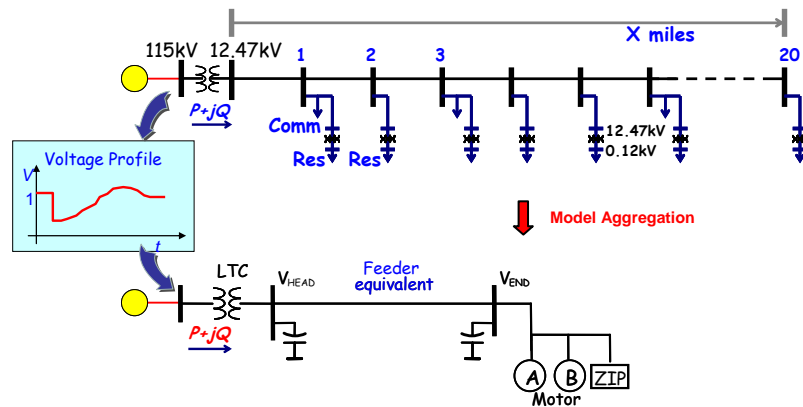 X miles
115kV 12.47kV
1 2 3 20
P+jQ
Comm
Res Res
12.47kV
0.12kV
Voltage Profile
V
1
t
Model Aggregation
LTC
VHEAD
Feeder
equivalent
VEND
P+jQ
A B ZIP
Motor